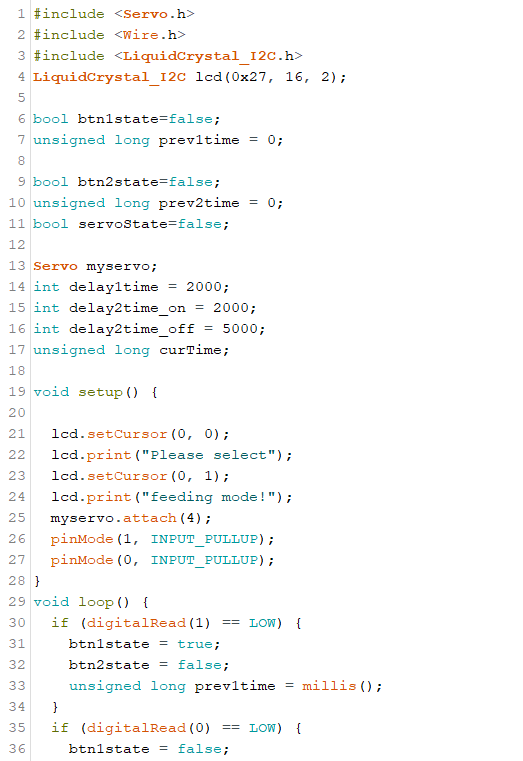 1 #include <Servo.h>
2 #include <Wire.h>
3 #include <LiquidCrystal_I2C.h>
4 LiquidCrystal_I2C lcd(0x27, 16, 2);
5
6 bool btn1state=false;
7 unsigned long prev1time = 0;
8
9 bool btn2state=false;
10 unsigned long prev2time = 0;
11 bool servoState=false;
12
13 Servo myservo;
14 int delay1time = 2000;
15 int delay2time_on = 2000;
16 int delay2time_off = 5000;
17 unsigned long curTime;
18
19 void setup() {
20
21   lcd.setCursor(0, 0);
22   lcd.print("Please select");
23   lcd.setCursor(0, 1);
24   lcd.print("feeding mode!");
25   myservo.attach(4);
26   pinMode(1, INPUT_PULLUP);
27   pinMode(0, INPUT_PULLUP);
28 }
29 void loop() {
30   if (digitalRead(1) == LOW) {
31     btn1state = true;
32     btn2state = false;
33     unsigned long prev1time = millis();
34   }
35   if (digitalRead(0) == LOW) {
36     btn1state = false;